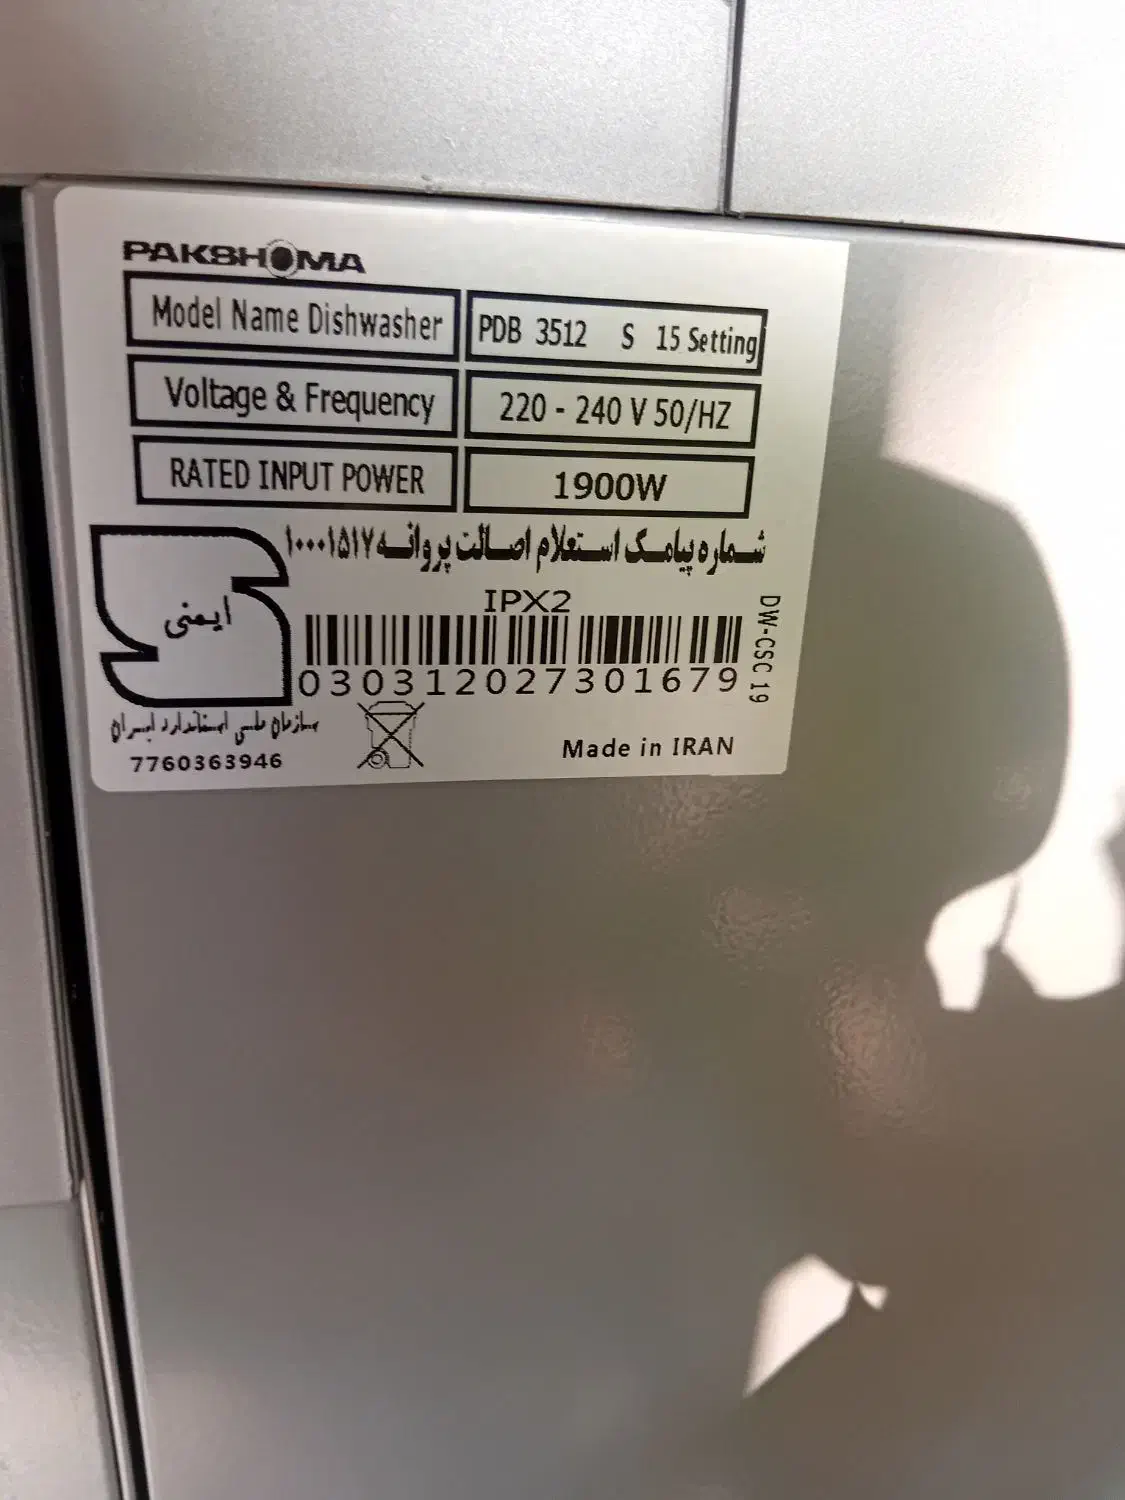 PAKSHOMA
Model Name Dishwasher PDB 3512 S 15 Setting
Voltage & Frequency 220 - 240 V 50/HZ
RATED INPUT POWER 1900W
شماره پیامک استعلام اصالت پروانه ۱۰۰۰۱۵۱۷
IPX2
ایمنی
030312027301679
DW-CSC 19
سازمان ملی استاندارد ایران
7760363946
Made in IRAN